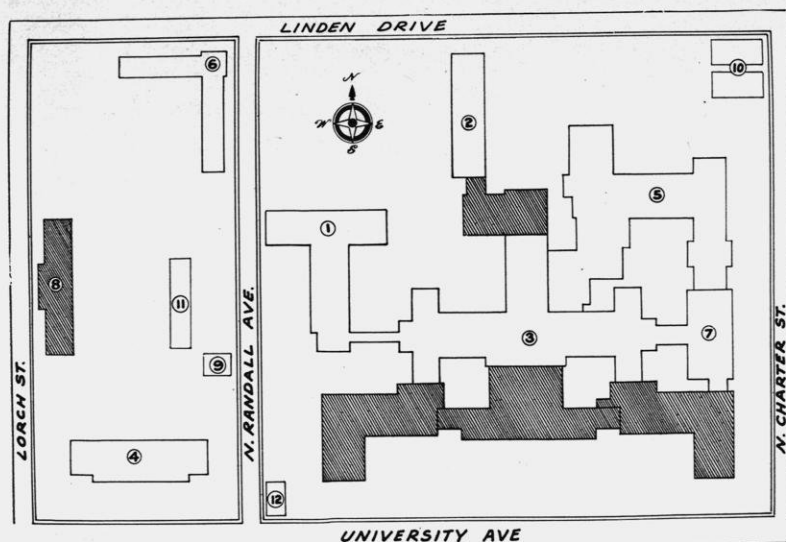 LINDEN DRIVE
6
10
N
W E
S
2
5
1
8
11
3
7
9
LORCH ST.
N. RANDALL AVE.
N. CHARTER ST.
4
12
UNIVERSITY AVE